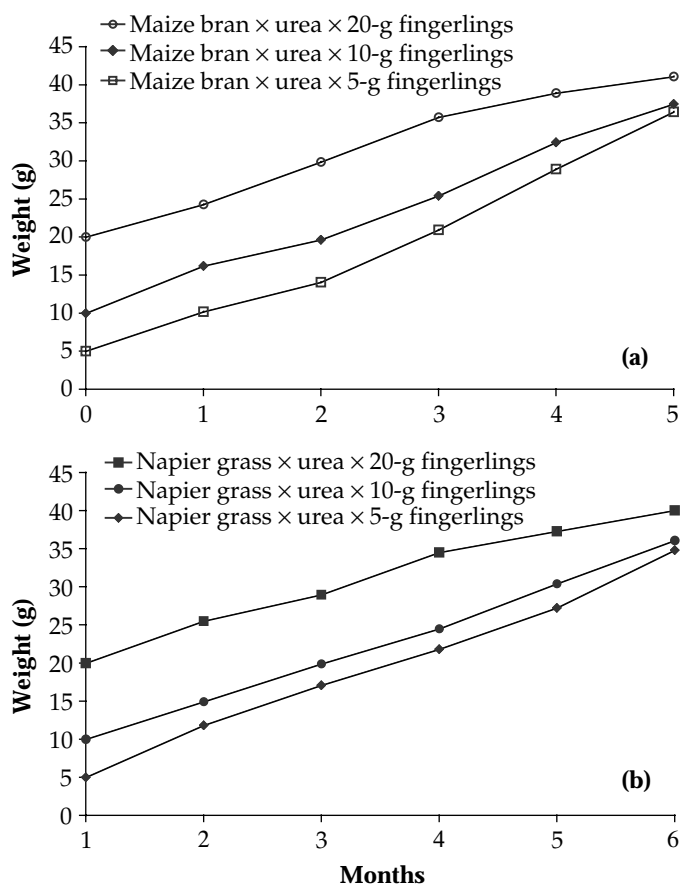 Maize bran × urea × 20-g fingerlings
Maize bran × urea × 10-g fingerlings
Maize bran × urea × 5-g fingerlings
45
40
35
30
25
20
15
10
5
0
Weight (g)
(a)
0 1 2 3 4 5
Napier grass × urea × 20-g fingerlings
Napier grass × urea × 10-g fingerlings
Napier grass × urea × 5-g fingerlings
45
40
35
30
25
20
15
10
5
0
Weight (g)
(b)
1 2 3 4 5 6
Months